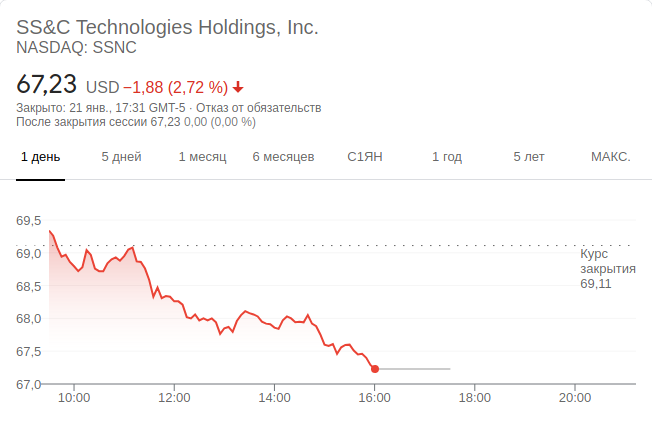 SS&C Technologies Holdings, Inc.
NASDAQ: SSNC
67,23 USD −1,88 (2,72 %)
Закрыто: 21 янв., 17:31 GMT-5 · Отказ от обязательств
После закрытия сессии 67,23 0,00 (0,00 %)
1 день 5 дней 1 месяц 6 месяцев С1ЯН 1 год 5 лет МАКС.
69,5
69,0
68,5
68,0
67,5
67,0
Курс
закрытия
69,11
10:00 12:00 14:00 16:00 18:00 20:00